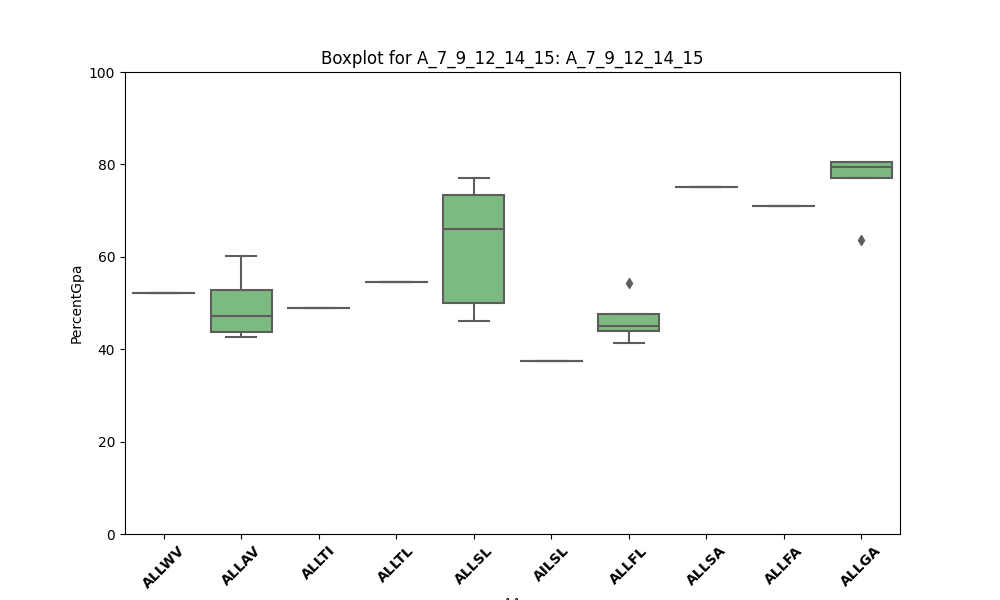 Boxplot for A_7_9_12_14_15: A_7_9_12_14_15
100
80
60
40
20
0
PercentGpa
ALLWV
ALLAV
ALLTI
ALLTL
ALLSL
AILSL
ALLFL
ALLSA
ALLFA
ALLGA